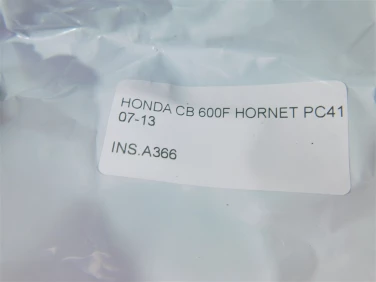 HONDA CB 600F HORNET PC41
07-13
INS.A366